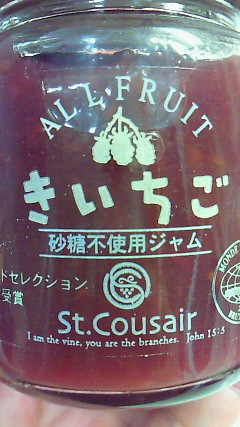 ALL FRUIT
きいちご
砂糖不使用ジャム
ドセレクション
受賞
MONDE
St.Cousair
I am the vine, you are the branches. John 15:5